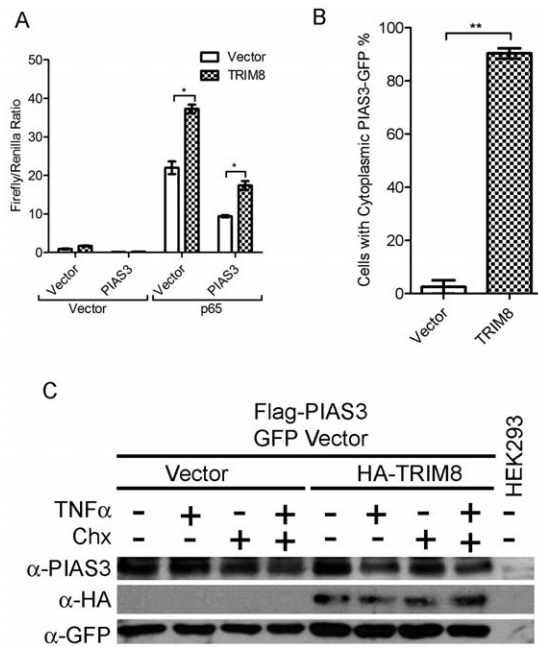 A
Vector
TRIM8
Firefly/Renilla Ratio
50
40
30
20
10
0
*
*
Vector
PIAS3
Vector
PIAS3
Vector
p65
B
Cells with Cytoplasmic PIAS3-GFP %
100
80
60
40
20
0
**
Vector
TRIM8
C
Flag-PIAS3
GFP Vector
Vector
HA-TRIM8
HEK293
TNFα - + - + - + - + -
Chx - - + + - - + + -
α-PIAS3
α-HA
α-GFP